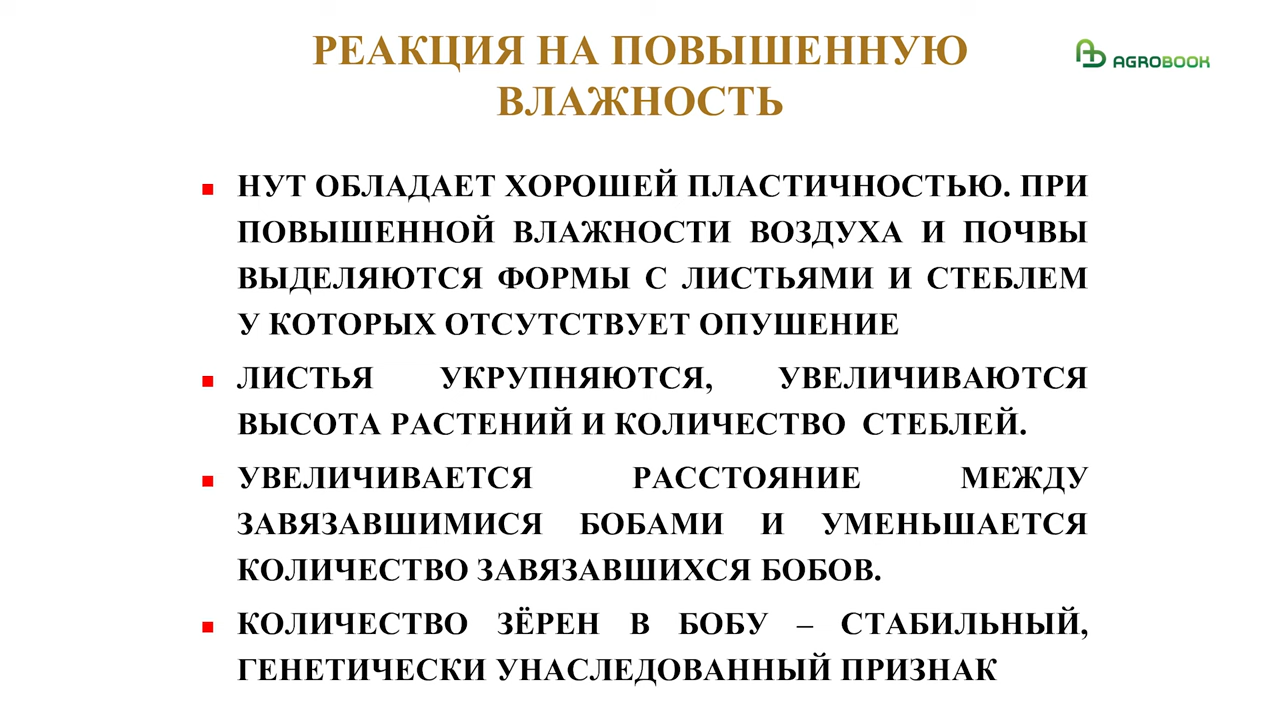 РЕАКЦИЯ НА ПОВЫШЕННУЮ
ВЛАЖНОСТЬ
AGROBOOK
НУТ ОБЛАДАЕТ ХОРОШЕЙ ПЛАСТИЧНОСТЬЮ. ПРИ
ПОВЫШЕННОЙ ВЛАЖНОСТИ ВОЗДУХА И ПОЧВЫ
ВЫДЕЛЯЮТСЯ ФОРМЫ С ЛИСТЬЯМИ И СТЕБЛЕМ
У КОТОРЫХ ОТСУТСТВУЕТ ОПУШЕНИЕ
ЛИСТЬЯ УКРУПНЯЮТСЯ, УВЕЛИЧИВАЮТСЯ
ВЫСОТА РАСТЕНИЙ И КОЛИЧЕСТВО СТЕБЛЕЙ.
УВЕЛИЧИВАЕТСЯ РАССТОЯНИЕ МЕЖДУ
ЗАВЯЗАВШИМИСЯ БОБАМИ И УМЕНЬШАЕТСЯ
КОЛИЧЕСТВО ЗАВЯЗАВШИХСЯ БОБОВ.
КОЛИЧЕСТВО ЗЁРЕН В БОБУ – СТАБИЛЬНЫЙ,
ГЕНЕТИЧЕСКИ УНАСЛЕДОВАННЫЙ ПРИЗНАК